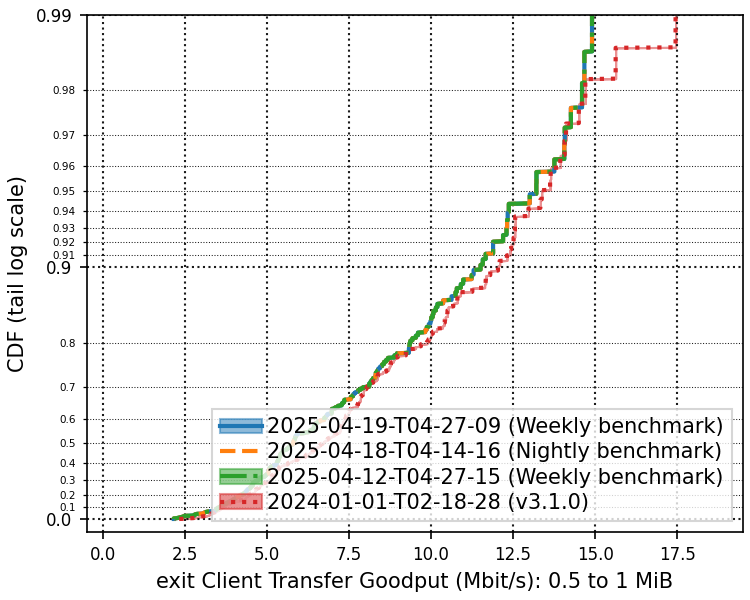 0.99
0.98
0.97
0.96
0.95
0.94
0.93
0.92
0.91
0.9
0.8
0.7
0.6
0.5
0.4
0.3
0.2
0.1
0.0
CDF (tail log scale)
2025-04-19-T04-27-09 (Weekly benchmark)
2025-04-18-T04-14-16 (Nightly benchmark)
2025-04-12-T04-27-15 (Weekly benchmark)
2024-01-01-T02-18-28 (v3.1.0)
0.0 2.5 5.0 7.5 10.0 12.5 15.0 17.5
exit Client Transfer Goodput (Mbit/s): 0.5 to 1 MiB